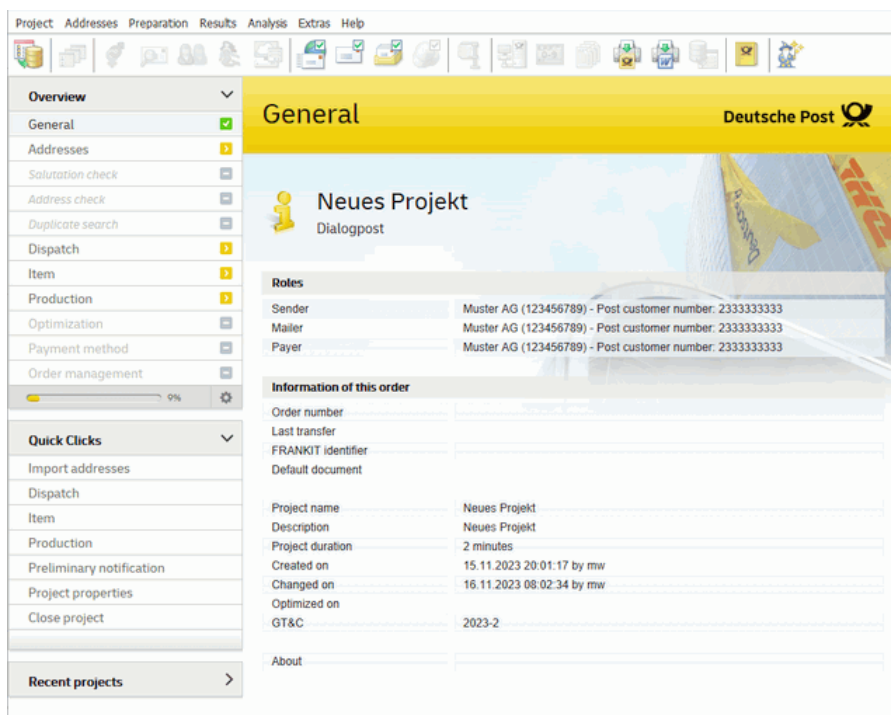 Project Addresses Preparation Results Analysis Extras Help
Overview
General
Addresses
Salutation check
Address check
Duplicate search
Dispatch
Item
Production
Optimization
Payment method
Order management
9%
Quick Clicks
Import addresses
Dispatch
Item
Production
Preliminary notification
Project properties
Close project
Recent projects
General
Deutsche Post
Neues Projekt
Dialogpost
Roles
Sender Muster AG (123456789) - Post customer number: 2333333333
Mailer Muster AG (123456789) - Post customer number: 2333333333
Payer Muster AG (123456789) - Post customer number: 2333333333
Information of this order
Order number
Last transfer
FRANKIT identifier
Default document
Project name Neues Projekt
Description Neues Projekt
Project duration 2 minutes
Created on 15.11.2023 20:01:17 by mw
Changed on 16.11.2023 08:02:34 by mw
Optimized on
GT&C 2023-2
About
DHL